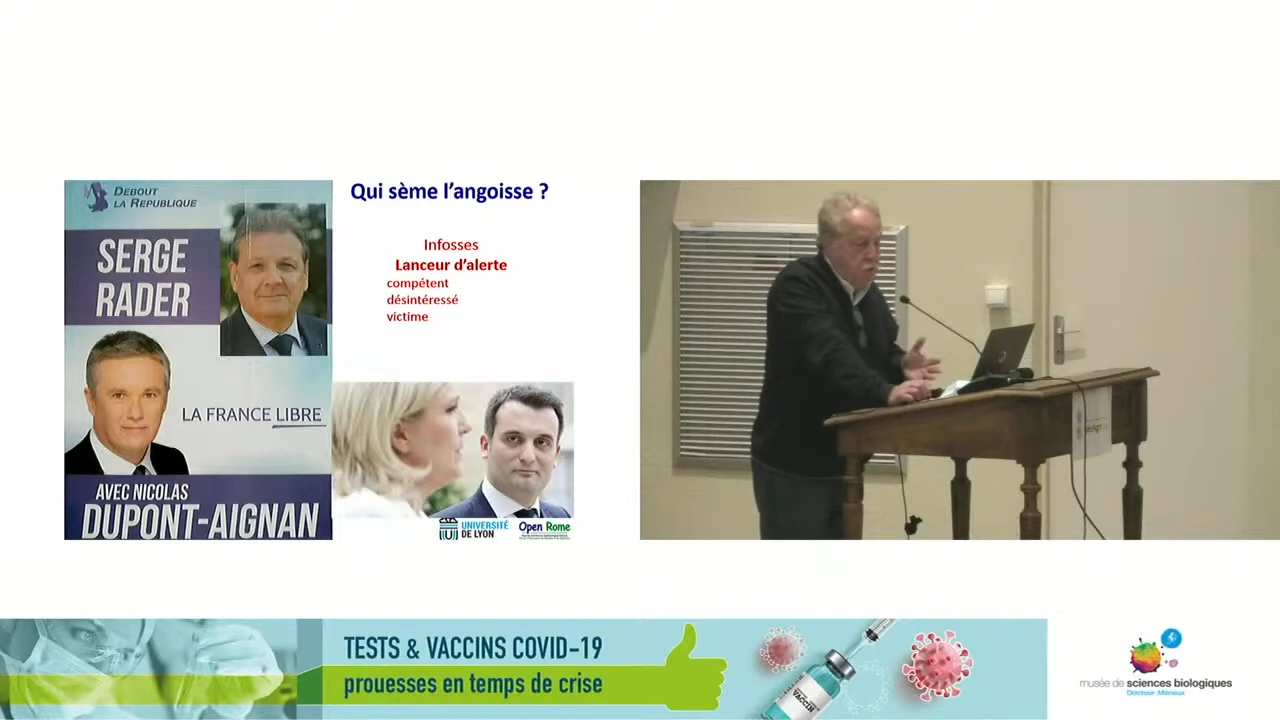 DEBOUT
LA REPUBLIQUE
SERGE
RADER
LA FRANCE LIBRE
AVEC NICOLAS
DUPONT-AIGNAN
Qui sème l'angoisse ?
Infosses
Lanceur d'alerte
compétent
désintéressé
victime
UNIVERSITÉ
DE LYON
Open Rome
TESTS & VACCINS COVID-19
prouesses en temps de crise
VACCIN
musée de sciences biologiques
Docteur Mérieux